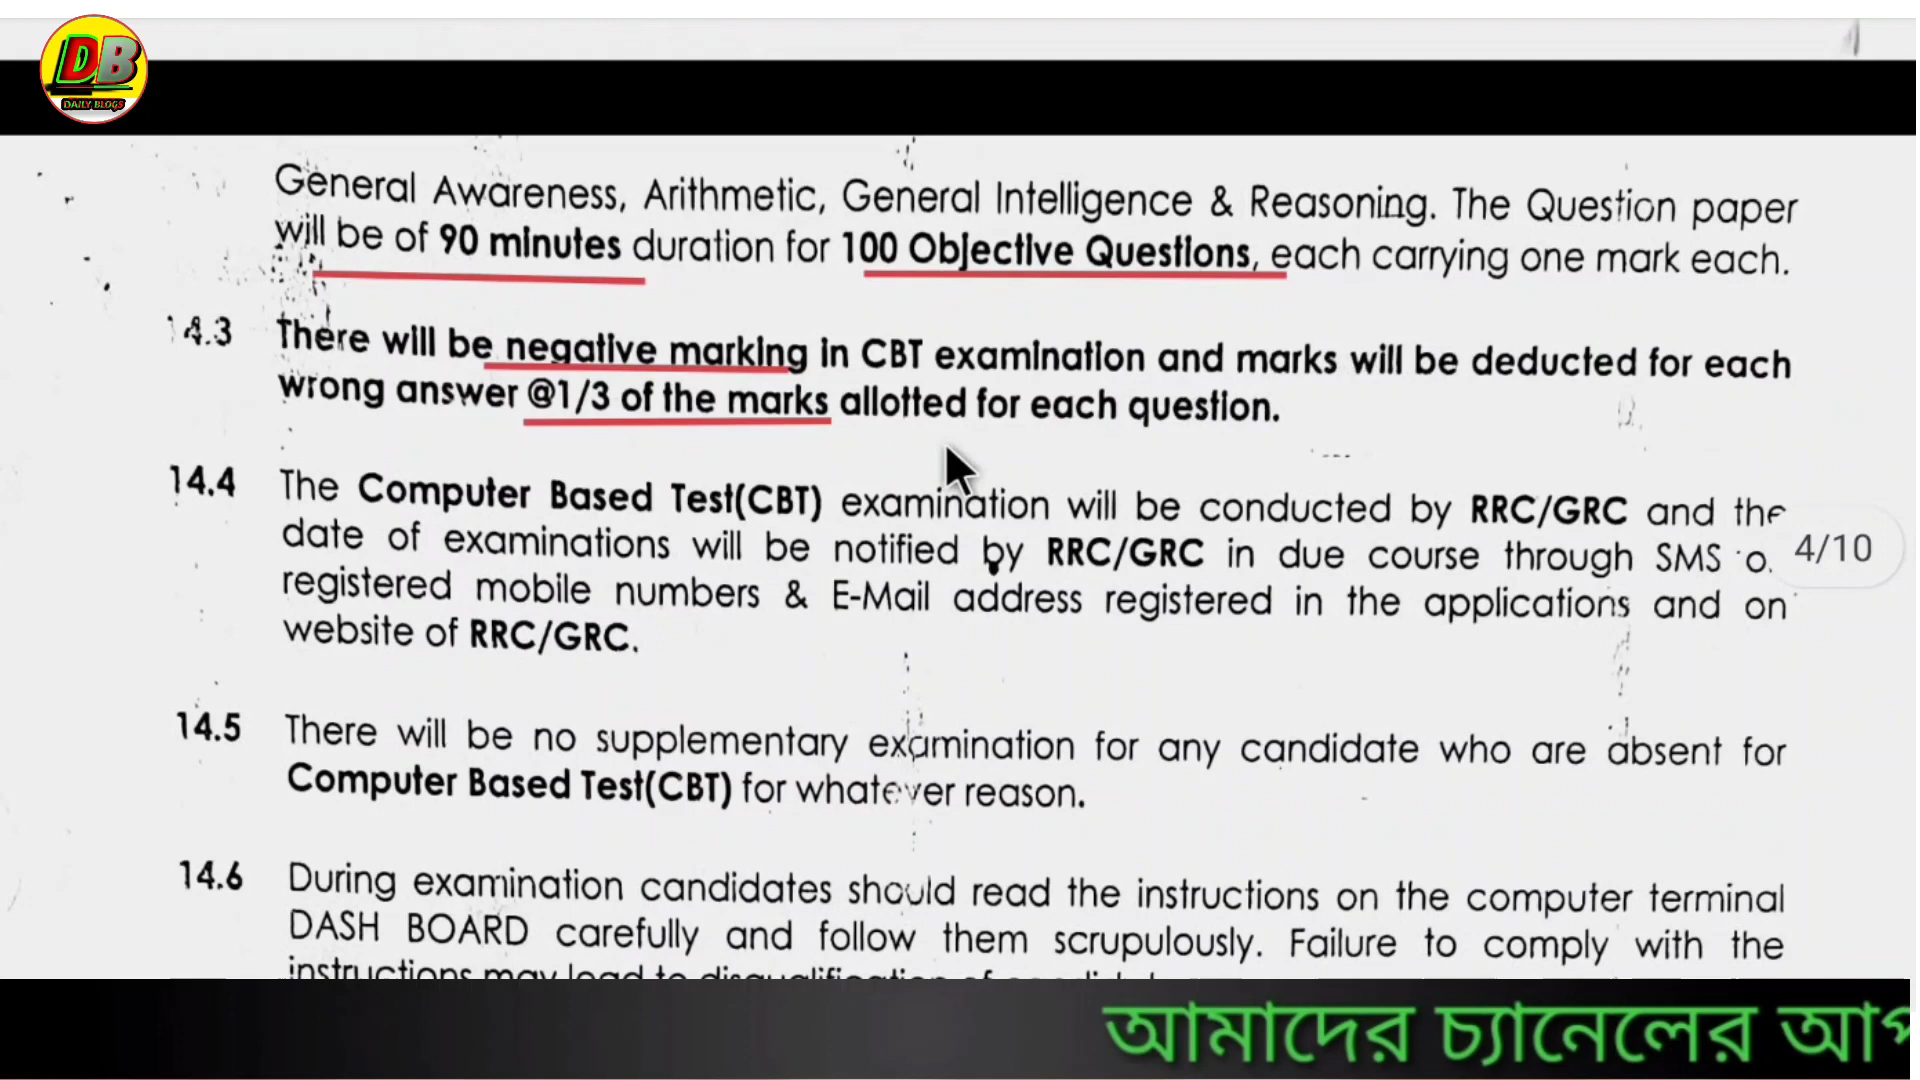 DB
DAILY BLOGS
General Awareness, Arithmetic, General Intelligence & Reasoning. The Question paper
will be of 90 minutes duration for 100 Objective Questions, each carrying one mark each.
14.3 There will be negative marking in CBT examination and marks will be deducted for each
wrong answer @1/3 of the marks allotted for each question.
14.4 The Computer Based Test(CBT) examination will be conducted by RRC/GRC and the
date of examinations will be notified by RRC/GRC in due course through SMS
4/10
registered mobile numbers & E-Mail address registered in the applications and on
website of RRC/GRC.
14.5 There will be no supplementary examination for any candidate who are absent for
Computer Based Test(CBT) for whatever reason.
14.6 During examination candidates should read the instructions on the computer terminal
DASH BOARD carefully and follow them scrupulously. Failure to comply with the
instructions may lead to disqualification of
আমাদের চ্যানেলের